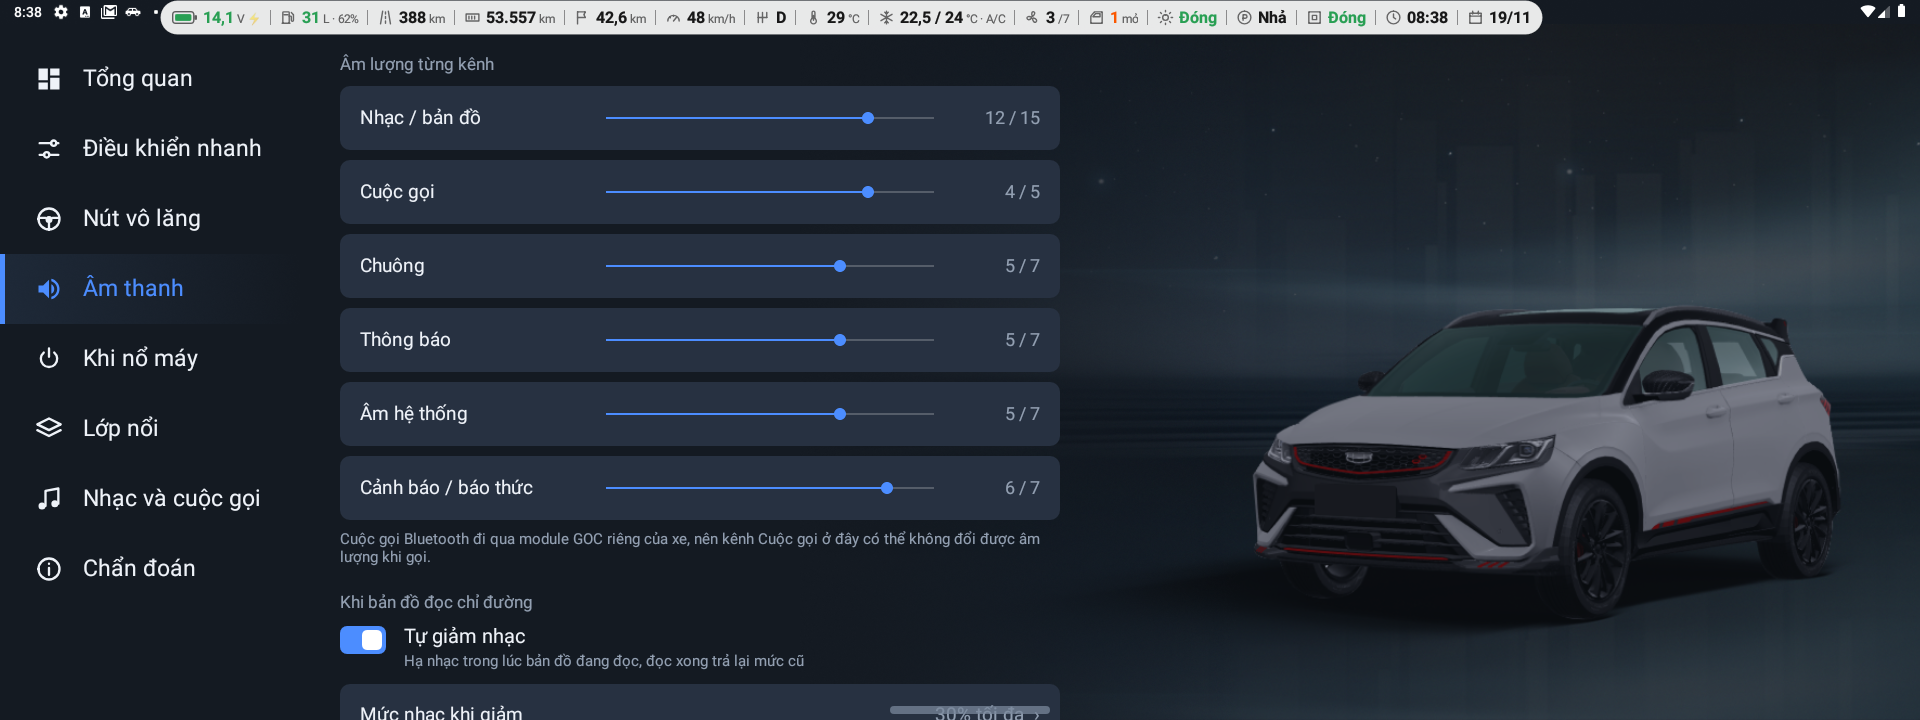 8:38
14,1 V
31 L · 62%
388 km
53.557 km
42,6 km
48 km/h
D
29 °C
22,5 / 24 °C · A/C
3 /7
1 mỏ
Đóng
Nhả
Đóng
08:38
19/11
Tổng quan
Điều khiển nhanh
Nút vô lăng
Âm thanh
Khi nổ máy
Lớp nổi
Nhạc và cuộc gọi
Chẩn đoán
Âm lượng từng kênh
Nhạc / bản đồ 12 / 15
Cuộc gọi 4 / 5
Chuông 5 / 7
Thông báo 5 / 7
Âm hệ thống 5 / 7
Cảnh báo / báo thức 6 / 7
Cuộc gọi Bluetooth đi qua module GOC riêng của xe, nên kênh Cuộc gọi ở đây có thể không đổi được âm
lượng khi gọi.
Khi bản đồ đọc chỉ đường
Tự giảm nhạc
Hạ nhạc trong lúc bản đồ đang đọc, đọc xong trả lại mức cũ
Mức nhạc khi giảm 30% tối đa